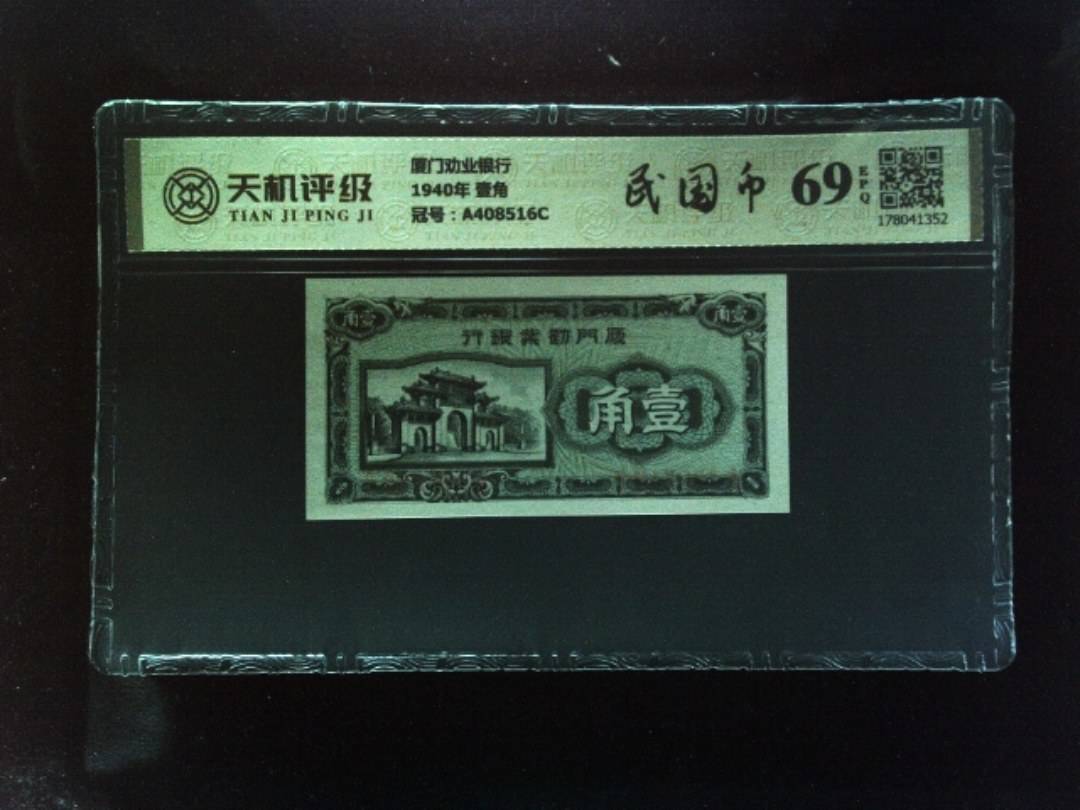 天机评级
TIAN JI PING JI
厦门劝业银行
1940年 壹角
冠号：A408516C
民国币
69
EPQ
178041352
角壹
角壹
行銀業勸門廈
角壹